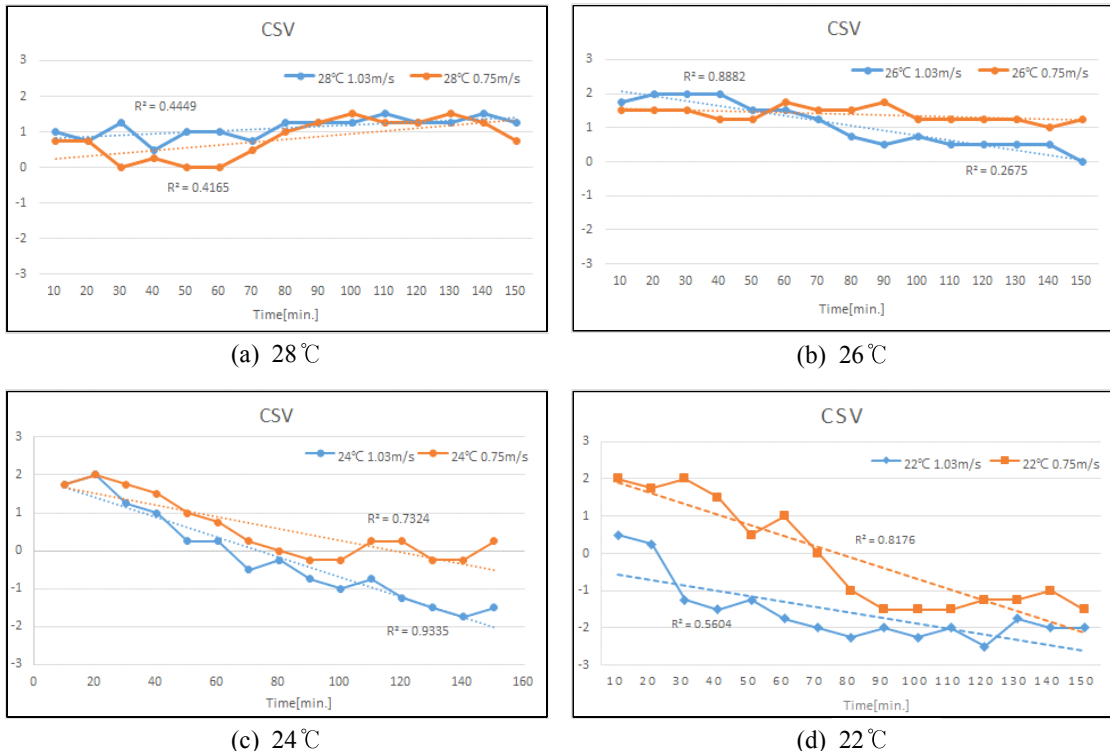 CSV
3
28℃ 1.03m/s 28℃ 0.75m/s
2
R² = 0.4449
1
0
R² = 0.4165
-1
-2
-3
10 20 30 40 50 60 70 80 90 100 110 120 130 140 150
Time[min.]
(a) 28℃
CSV
3
26℃ 1.03m/s 26℃ 0.75m/s
R² = 0.8882
2
1
R² = 0.2675
0
-1
-2
-3
10 20 30 40 50 60 70 80 90 100 110 120 130 140 150
Time[min.]
(b) 26℃
CSV
3
24℃ 1.03m/s 24℃ 0.75m/s
2
1
R² = 0.7324
0
-1
-2
R² = 0.9335
-3
0 20 40 60 80 100 120 140 160
Time[min.]
(c) 24℃
CSV
3
22℃ 1.03m/s 22℃ 0.75m/s
2
1
R² = 0.8176
0
-1
R² = 0.5604
-2
-3
10 20 30 40 50 60 70 80 90 100 110 120 130 140 150
Time[min.]
(d) 22℃